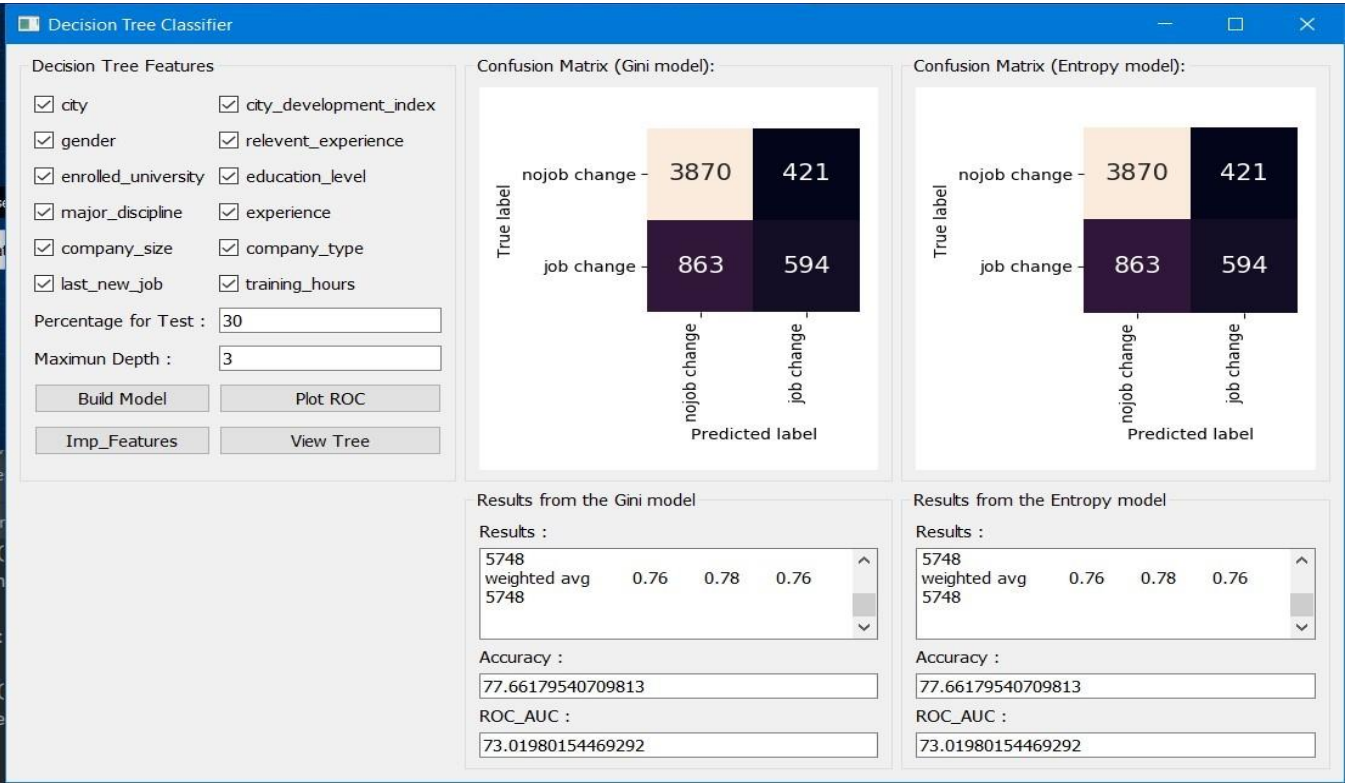 Decision Tree Classifier
Decision Tree Features
city
city_development_index
gender
relevent_experience
enrolled_university
education_level
major_discipline
experience
company_size
company_type
last_new_job
training_hours
Percentage for Test :
30
Maximun Depth :
3
Build Model
Plot ROC
Imp_Features
View Tree
Confusion Matrix (Gini model):
True label
nojob change
3870 421
job change
863 594
nojob change
job change
Predicted label
Confusion Matrix (Entropy model):
True label
nojob change
3870 421
job change
863 594
nojob change
job change
Predicted label
Results from the Gini model
Results :
5748
weighted avg 0.76 0.78 0.76
5748
Accuracy :
77.66179540709813
ROC_AUC :
73.01980154469292
Results from the Entropy model
Results :
5748
weighted avg 0.76 0.78 0.76
5748
Accuracy :
77.66179540709813
ROC_AUC :
73.01980154469292